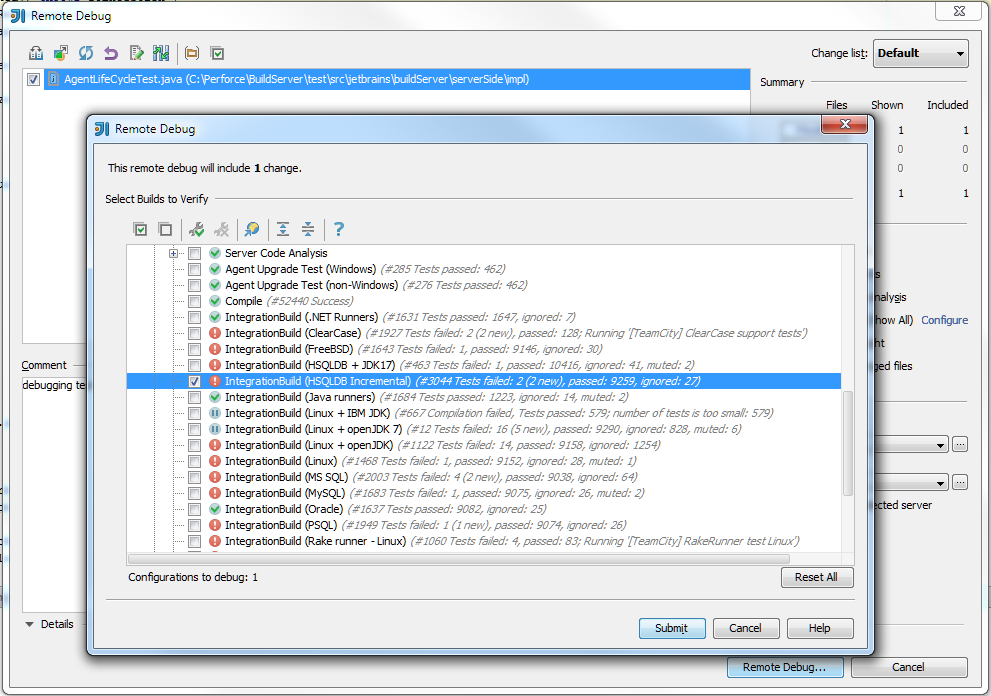 Remote Debug
Change list: Default
AgentLifeCycleTest.java (C:\Perforce\BuildServer\test\src\jetbrains\buildServer\serverSide\impl)
Summary
Files Shown Included
1 1
0 0
0 0
1 1
Remote Debug
This remote debug will include 1 change.
Select Builds to Verify
Server Code Analysis
Agent Upgrade Test (Windows) (#285 Tests passed: 462)
Agent Upgrade Test (non-Windows) (#276 Tests passed: 462)
Compile (#52440 Success)
IntegrationBuild (.NET Runners) (#1631 Tests passed: 1647, ignored: 7)
IntegrationBuild (ClearCase) (#1927 Tests failed: 2 (2 new), passed: 128; Running '[TeamCity] ClearCase support tests')
IntegrationBuild (FreeBSD) (#1643 Tests failed: 1, passed: 9146, ignored: 30)
IntegrationBuild (HSQLDB + JDK17) (#463 Tests failed: 1, passed: 10416, ignored: 41, muted: 2)
IntegrationBuild (HSQLDB Incremental) (#3044 Tests failed: 2 (2 new), passed: 9259, ignored: 27)
IntegrationBuild (Java runners) (#1684 Tests passed: 1223, ignored: 14, muted: 2)
IntegrationBuild (Linux + IBM JDK) (#667 Compilation failed, Tests passed: 579; number of tests is too small: 579)
IntegrationBuild (Linux + openJDK 7) (#12 Tests failed: 16 (5 new), passed: 9290, ignored: 828, muted: 6)
IntegrationBuild (Linux + openJDK) (#1122 Tests failed: 14, passed: 9158, ignored: 1254)
IntegrationBuild (Linux) (#1468 Tests failed: 1, passed: 9152, ignored: 28, muted: 1)
IntegrationBuild (MS SQL) (#2003 Tests failed: 4 (2 new), passed: 9038, ignored: 64)
IntegrationBuild (MySQL) (#1683 Tests failed: 1, passed: 9075, ignored: 26, muted: 2)
IntegrationBuild (Oracle) (#1637 Tests passed: 9082, ignored: 25)
IntegrationBuild (PSQL) (#1949 Tests failed: 1 (1 new), passed: 9074, ignored: 26)
IntegrationBuild (Rake runner - Linux) (#1060 Tests failed: 4, passed: 83; Running '[TeamCity] RakeRunner test Linux')
Configurations to debug: 1
Reset All
Submit Cancel Help
nalysis
how All) Configure
ht
ged files
ected server
Comment
debugging te
Details
Remote Debug... Cancel